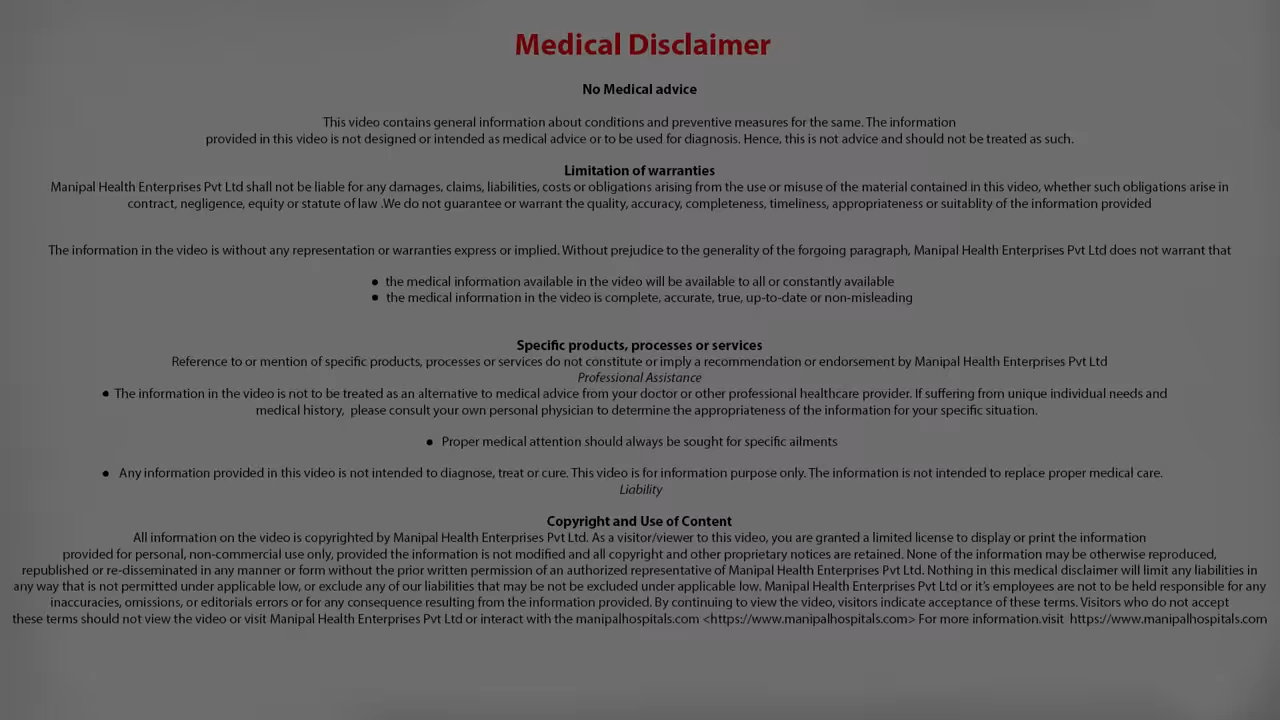 Medical Disclaimer
No Medical advice
This video contains general information about conditions and preventive measures for the same. The information
provided in this video is not designed or intended as medical advice or to be used for diagnosis. Hence, this is not advice and should not be treated as such.
Limitation of warranties
Manipal Health Enterprises Pvt Ltd shall not be liable for any damages, claims, liabilities, costs or obligations arising from the use or misuse of the material contained in this video, whether such obligations arise in
contract, negligence, equity or statute of law .We do not guarantee or warrant the quality, accuracy, completeness, timeliness, appropriateness or suitablity of the information provided
The information in the video is without any representation or warranties express or implied. Without prejudice to the generality of the forgoing paragraph, Manipal Health Enterprises Pvt Ltd does not warrant that
● the medical information available in the video will be available to all or constantly available
● the medical information in the video is complete, accurate, true, up-to-date or non-misleading
Specific products, processes or services
Reference to or mention of specific products, processes or services do not constitute or imply a recommendation or endorsement by Manipal Health Enterprises Pvt Ltd
Professional Assistance
● The information in the video is not to be treated as an alternative to medical advice from your doctor or other professional healthcare provider. If suffering from unique individual needs and
medical history, please consult your own personal physician to determine the appropriateness of the information for your specific situation.
● Proper medical attention should always be sought for specific ailments
● Any information provided in this video is not intended to diagnose, treat or cure. This video is for information purpose only. The information is not intended to replace proper medical care.
Liability
Copyright and Use of Content
All information on the video is copyrighted by Manipal Health Enterprises Pvt Ltd. As a visitor/viewer to this video, you are granted a limited license to display or print the information
provided for personal, non-commercial use only, provided the information is not modified and all copyright and other proprietary notices are retained. None of the information may be otherwise reproduced,
republished or re-disseminated in any manner or form without the prior written permission of an authorized representative of Manipal Health Enterprises Pvt Ltd. Nothing in this medical disclaimer will limit any liabilities in
any way that is not permitted under applicable low, or exclude any of our liabilities that may be not be excluded under applicable low. Manipal Health Enterprises Pvt Ltd or it's employees are not to be held responsible for any
inaccuracies, omissions, or editorials errors or for any consequence resulting from the information provided. By continuing to view the video, visitors indicate acceptance of these terms. Visitors who do not accept
these terms should not view the video or visit Manipal Health Enterprises Pvt Ltd or interact with the manipalhospitals.com <https://www.manipalhospitals.com> For more information.visit https://www.manipalhospitals.com